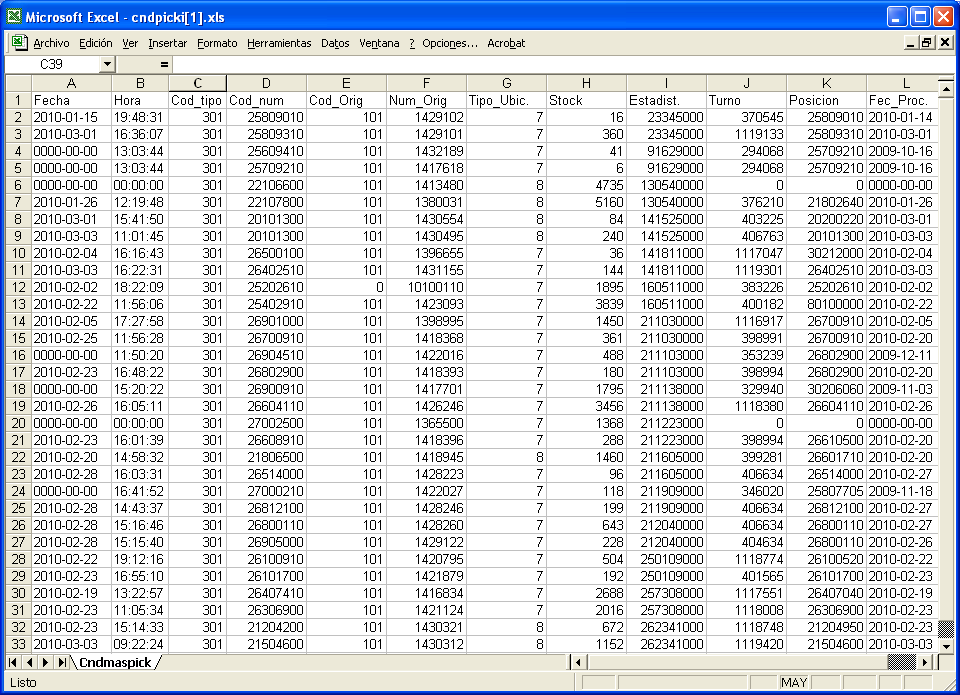 Microsoft Excel - cndpicki[1].xls
Archivo Edición Ver Insertar Formato Herramientas Datos Ventana ? Opciones... Acrobat
C39 =
A B C D E F G H I J K L
1 Fecha Hora Cod_tipo Cod_num Cod_Orig Num_Orig Tipo_Ubic. Stock Estadist. Turno Posicion Fec_Proc.
2 2010-01-15 19:48:31 301 25809010 101 1429102 7 16 23345000 370545 25809010 2010-01-14
3 2010-03-01 16:36:07 301 25809310 101 1429101 7 360 23345000 1119133 25809310 2010-03-01
4 0000-00-00 13:03:44 301 25609410 101 1432189 7 41 91629000 294068 25709210 2009-10-16
5 0000-00-00 13:03:44 301 25709210 101 1417618 7 6 91629000 294068 25709210 2009-10-16
6 0000-00-00 00:00:00 301 22106600 101 1413480 8 4735 130540000 0 0 0000-00-00
7 2010-01-26 12:19:48 301 22107800 101 1380031 8 5160 130540000 376210 21802640 2010-01-26
8 2010-03-01 15:41:50 301 20101300 101 1430554 8 84 141525000 403225 20200220 2010-03-01
9 2010-03-03 11:01:45 301 20101300 101 1430495 8 240 141525000 406763 20101300 2010-03-03
10 2010-02-04 16:16:43 301 26500100 101 1396655 7 36 141811000 1117047 30212000 2010-02-04
11 2010-03-03 16:22:31 301 26402510 101 1431155 7 144 141811000 1119301 26402510 2010-03-03
12 2010-02-02 18:22:09 301 25202610 0 10100110 7 1895 160511000 383226 25202610 2010-02-02
13 2010-02-22 11:56:06 301 25402910 101 1423093 7 3839 160511000 400182 80100000 2010-02-22
14 2010-02-05 17:27:58 301 26901000 101 1398995 7 1450 211030000 1116917 26700910 2010-02-05
15 2010-02-25 11:56:28 301 26700910 101 1418368 7 361 211030000 398991 26700910 2010-02-20
16 0000-00-00 11:50:20 301 26904510 101 1422016 7 488 211103000 353239 26802900 2009-12-11
17 2010-02-23 16:48:22 301 26802900 101 1418393 7 180 211103000 398994 26802900 2010-02-20
18 0000-00-00 15:20:22 301 26900910 101 1417701 7 1795 211138000 329940 30206060 2009-11-03
19 2010-02-26 16:05:11 301 26604110 101 1426246 7 3456 211138000 1118380 26604110 2010-02-26
20 0000-00-00 00:00:00 301 27002500 101 1365500 7 1368 211223000 0 0 0000-00-00
21 2010-02-23 16:01:39 301 26608910 101 1418396 7 288 211223000 398994 26610500 2010-02-20
22 2010-02-20 14:58:32 301 21806500 101 1418945 8 1460 211605000 399281 26601710 2010-02-20
23 2010-02-28 16:03:31 301 26514000 101 1428223 7 96 211605000 406634 26514000 2010-02-27
24 0000-00-00 16:41:52 301 27000210 101 1422027 7 118 211909000 346020 25807705 2009-11-18
25 2010-02-28 14:43:37 301 26812100 101 1428246 7 199 211909000 406634 26812100 2010-02-27
26 2010-02-28 15:16:46 301 26800110 101 1428260 7 643 212040000 406634 26800110 2010-02-27
27 2010-02-28 15:15:40 301 26905000 101 1429122 7 228 212040000 404634 26800110 2010-02-26
28 2010-02-22 19:12:16 301 26100910 101 1420795 7 504 250109000 1118774 26100520 2010-02-22
29 2010-02-23 16:55:10 301 26101700 101 1421879 7 192 250109000 401565 26101700 2010-02-23
30 2010-02-19 13:22:57 301 26407410 101 1416834 7 2688 257308000 1117551 26407040 2010-02-19
31 2010-02-23 11:05:34 301 26306900 101 1421124 7 2016 257308000 1118008 26306900 2010-02-23
32 2010-02-23 15:14:33 301 21204200 101 1430321 8 672 262341000 1118748 21204950 2010-02-23
33 2010-03-03 09:22:24 301 21504600 101 1430312 8 1152 262341000 1119420 21504600 2010-03-03
Cndmaspick
Listo MAY